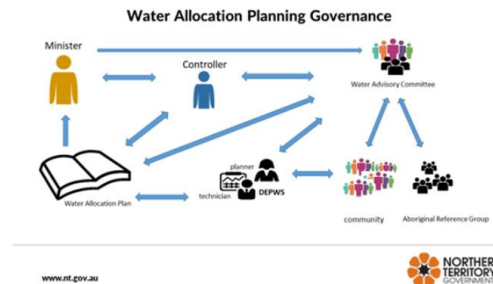 Water Allocation Planning Governance
Minister
Controller
Water Advisory Committee
Water Allocation Plan
planner
technician
DEPWS
community
Aboriginal Reference Group
www.nt.gov.au
NORTHERN
TERRITORY
GOVERNMENT